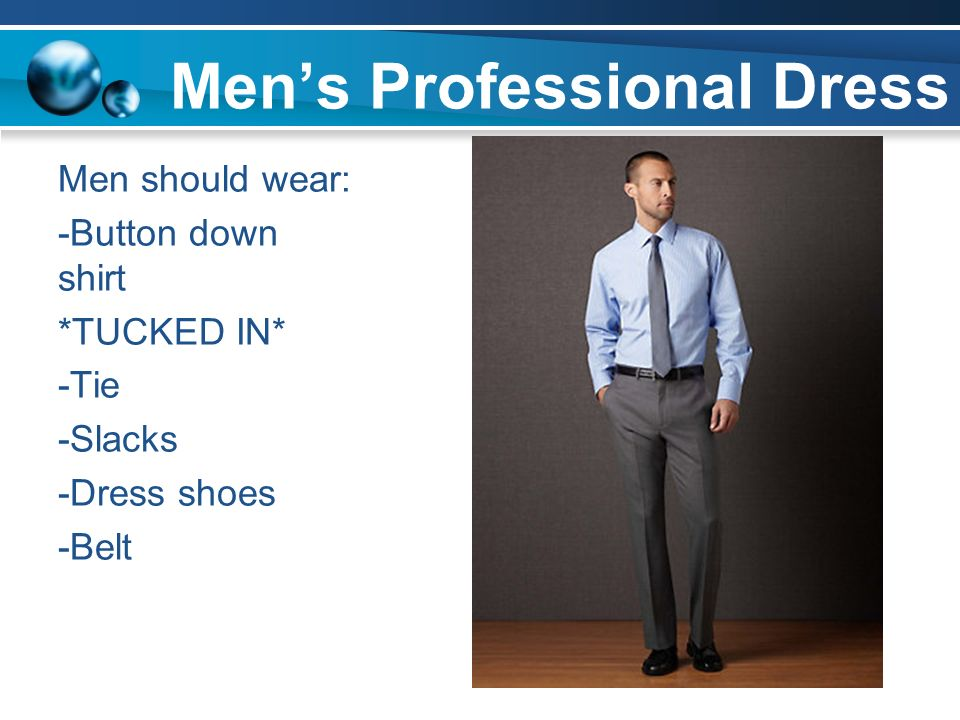 Men’s Professional Dress
Men should wear:
-Button down
shirt
*TUCKED IN*
-Tie
-Slacks
-Dress shoes
-Belt